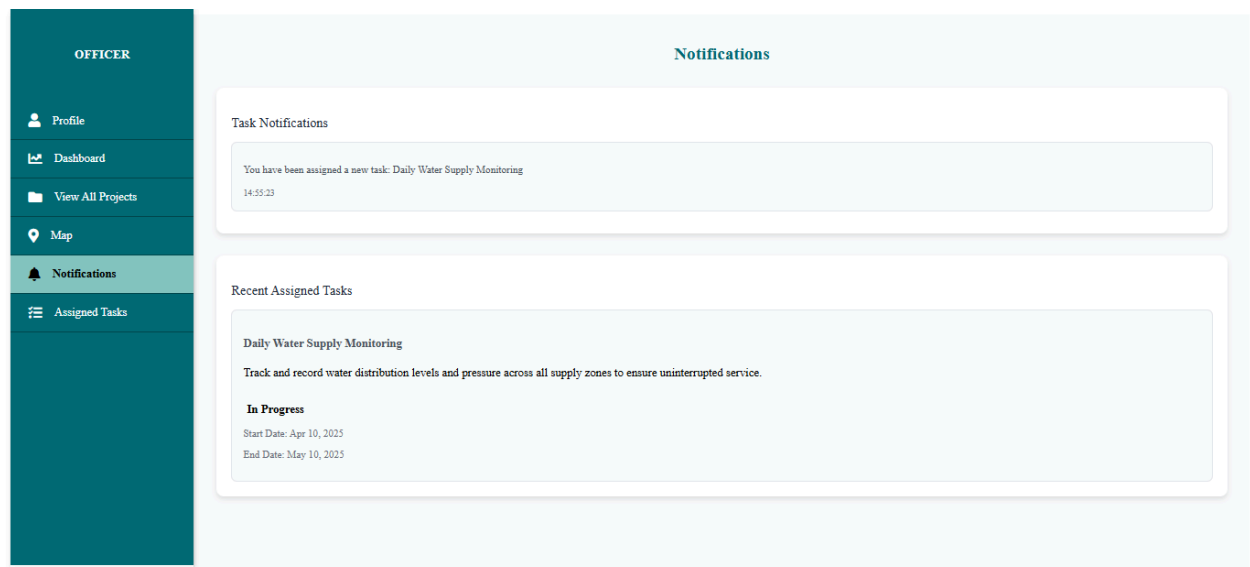 OFFICER
Profile
Dashboard
View All Projects
Map
Notifications
Assigned Tasks
Notifications
Task Notifications
You have been assigned a new task: Daily Water Supply Monitoring
14:55:23
Recent Assigned Tasks
Daily Water Supply Monitoring
Track and record water distribution levels and pressure across all supply zones to ensure uninterrupted service.
In Progress
Start Date: Apr 10, 2025
End Date: May 10, 2025